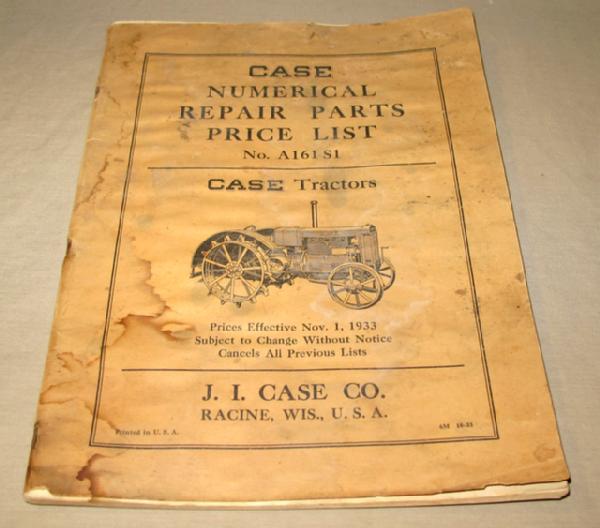 CASE
NUMERICAL
REPAIR PARTS
PRICE LIST
No. A161 S1
CASE Tractors
Prices Effective Nov. 1, 1933
Subject to Change Without Notice
Cancels All Previous Lists
J. I. CASE CO.
RACINE, WIS., U. S. A.
Printed in U. S. A.